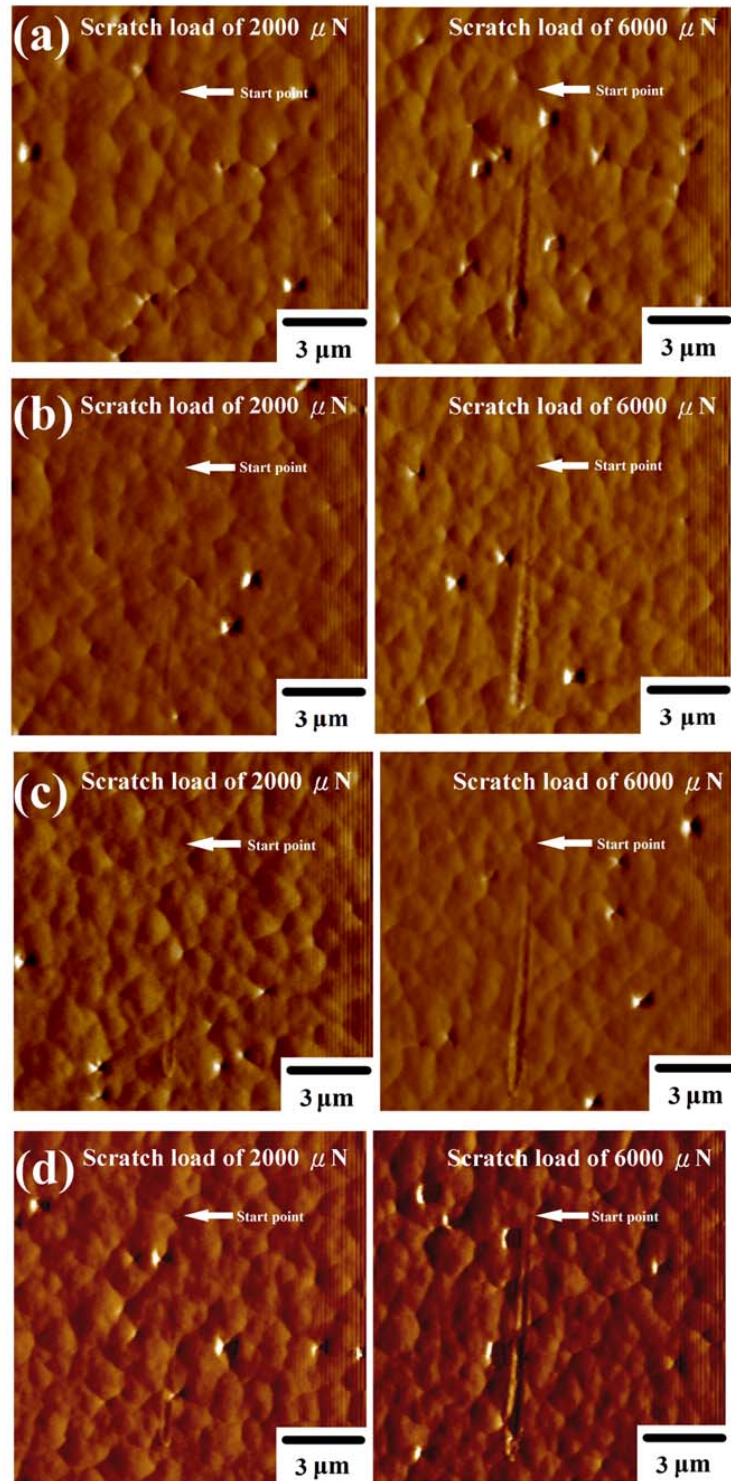 (a)
Scratch load of 2000 μN
Start point
3 μm
Scratch load of 6000 μN
Start point
3 μm
(b)
Scratch load of 2000 μN
Start point
3 μm
Scratch load of 6000 μN
Start point
3 μm
(c)
Scratch load of 2000 μN
Start point
3 μm
Scratch load of 6000 μN
Start point
3 μm
(d)
Scratch load of 2000 μN
Start point
3 μm
Scratch load of 6000 μN
Start point
3 μm